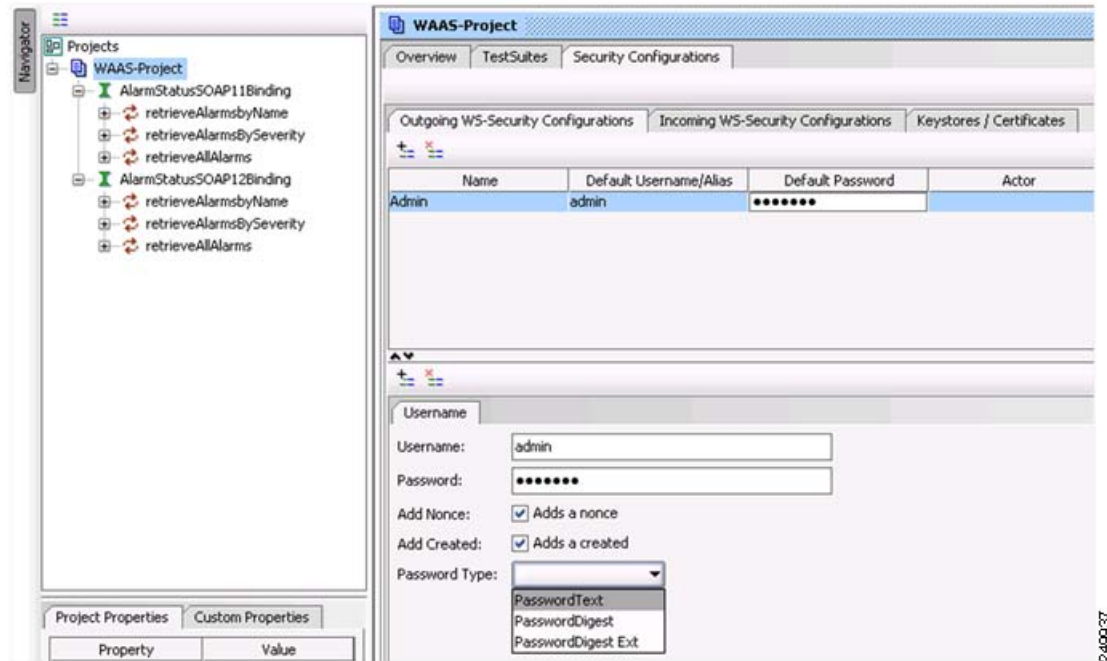 Navigator
Projects
WAAS-Project
AlarmStatusSOAP11Binding
retrieveAlarmsbyName
retrieveAlarmsBySeverity
retrieveAllAlarms
AlarmStatusSOAP12Binding
retrieveAlarmsbyName
retrieveAlarmsBySeverity
retrieveAllAlarms
Project Properties Custom Properties
Property Value
WAAS-Project
Overview TestSuites Security Configurations
Outgoing WS-Security Configurations Incoming WS-Security Configurations Keystores / Certificates
Name Default Username/Alias Default Password Actor
Admin admin •••••••
Username
Username: admin
Password: •••••••
Add Nonce: Adds a nonce
Add Created: Adds a created
Password Type:
PasswordText
PasswordDigest
PasswordDigest Ext
249937